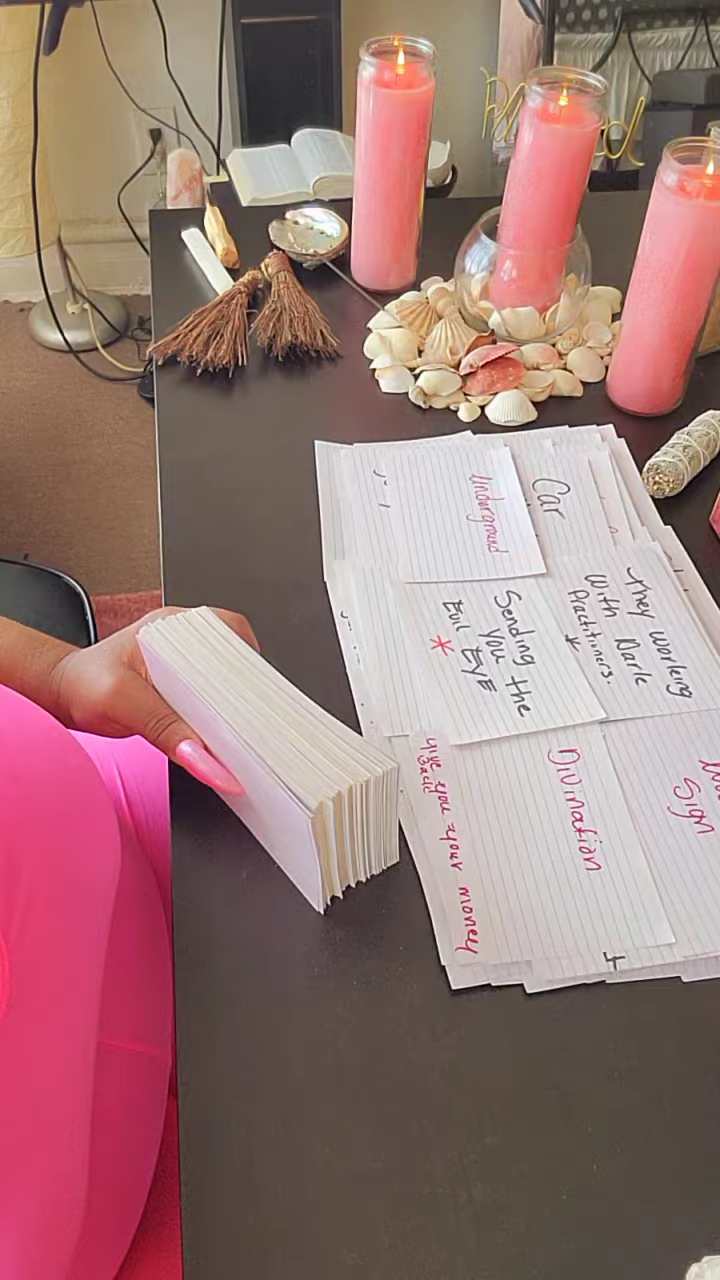 Underground
Car
Sending the
You
Evil EyE
*
they working
With Dark
Practitioners.
Divination
Give you your money
Back
Sign